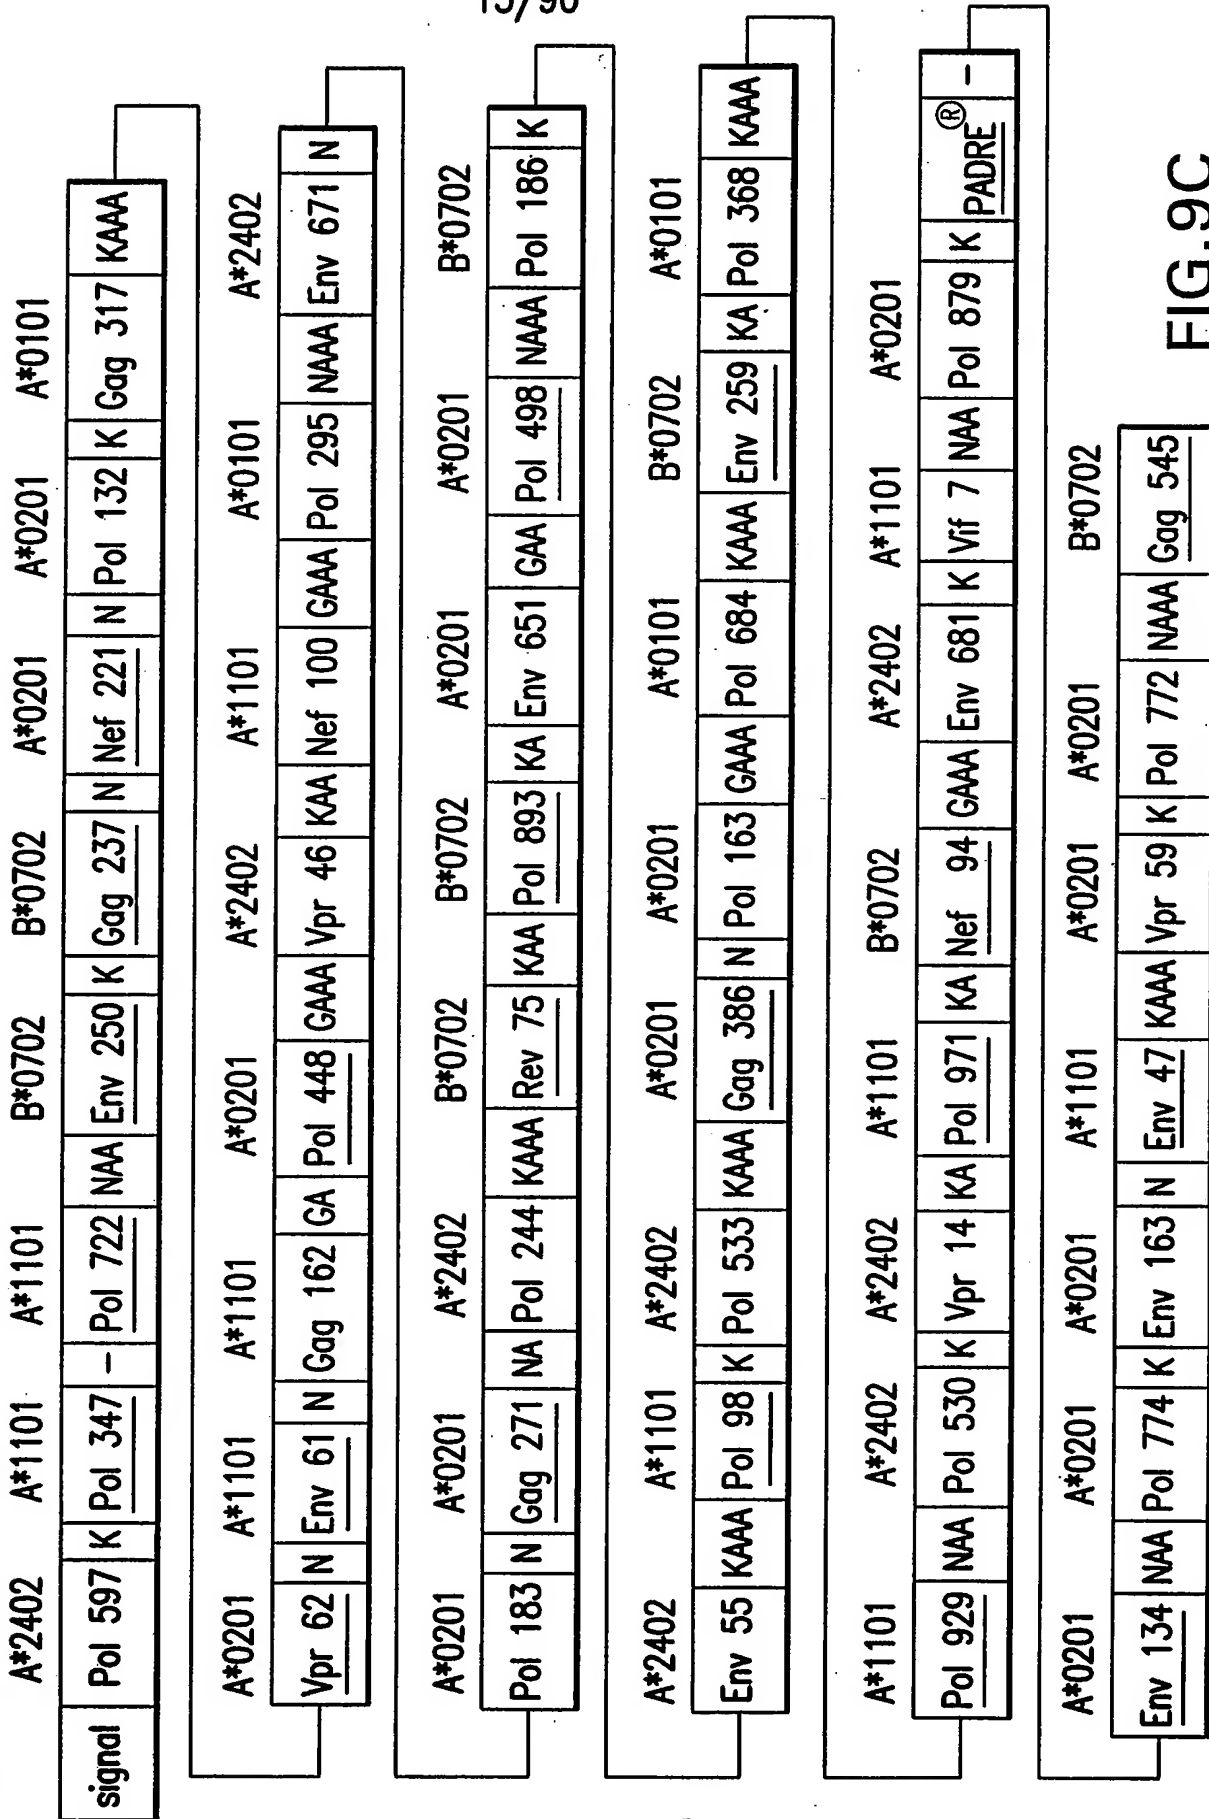 15/90
A*2402 A*1101 A*1101 B*0702 B*0702 A*0201 A*0201 A*0101
signal Pol 597 K Pol 347 – Pol 722 NAA Env 250 K Gag 237 N Nef 221 N Pol 132 K Gag 317 KAAA
A*0201 A*1101 A*1101 A*0201 A*2402 A*1101 A*0101 A*2402
Vpr 62 N Env 61 N Gag 162 GA Pol 448 GAAA Vpr 46 KAA Nef 100 GAAA Pol 295 NAAA Env 671 N
A*0201 A*0201 A*2402 B*0702 B*0702 A*0201 A*0201 B*0702
Pol 183 N Gag 271 NA Pol 244 KAAA Rev 75 KAA Pol 893 KA Env 651 GAA Pol 498 NAAA Pol 186 K
A*2402 A*1101 A*2402 A*0201 A*0201 A*0101 B*0702 A*0101
Env 55 KAAA Pol 98 K Pol 533 KAAA Gag 386 N Pol 163 GAAA Pol 684 KAAA Env 259 KA Pol 368 KAAA
A*1101 A*2402 A*2402 A*1101 B*0702 A*2402 A*1101 A*0201
Pol 929 NAA Pol 530 K Vpr 14 KA Pol 971 KA Nef 94 GAAA Env 681 K Vif 7 NAA Pol 879 K PADRE® –
A*0201 A*0201 A*0201 A*1101 A*0201 A*0201 B*0702
Env 134 NAA Pol 774 K Env 163 N Env 47 KAAA Vpr 59 K Pol 772 NAAA Gag 545
FIG.9C